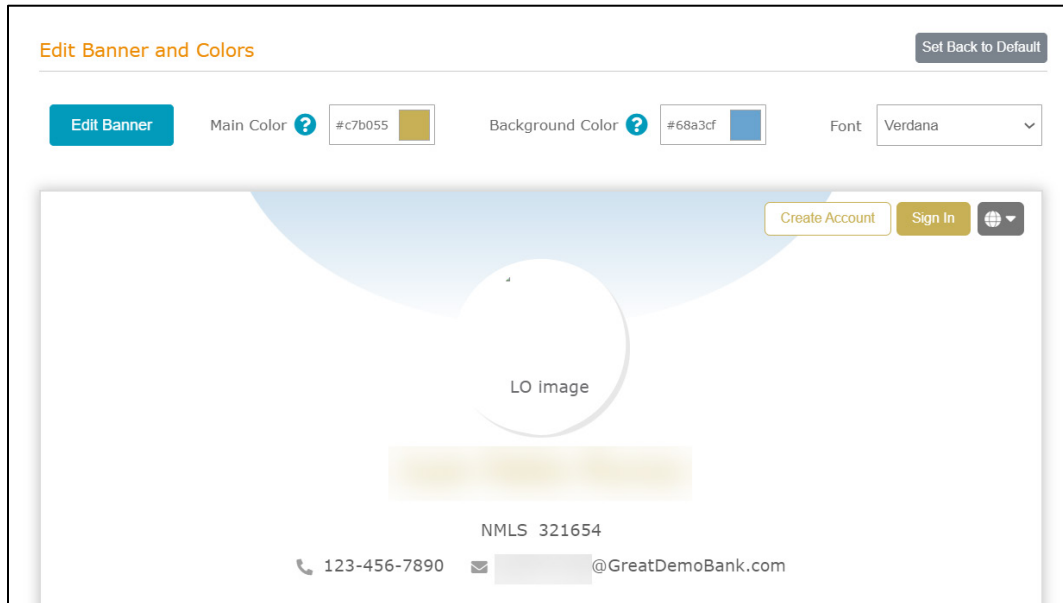 Edit Banner and Colors
Set Back to Default
Edit Banner
Main Color ?
#c7b055
Background Color ?
#68a3cf
Font
Verdana
Create Account
Sign In
LO image
NMLS 321654
123-456-7890
@GreatDemoBank.com